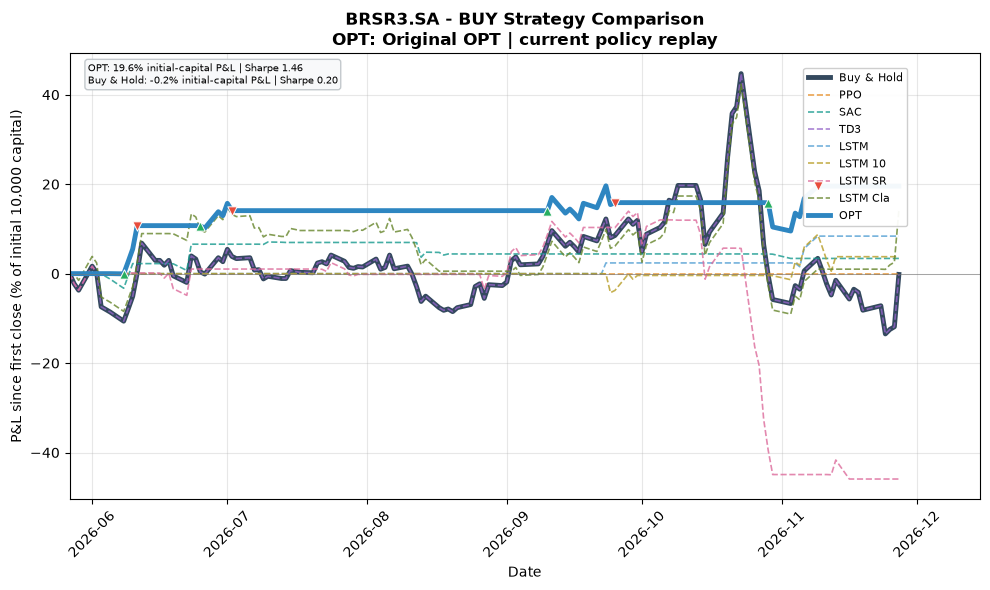 BRSR3.SA - BUY Strategy Comparison
OPT: Original OPT | current policy replay
OPT: 19.6% initial-capital P&L | Sharpe 1.46
Buy & Hold: -0.2% initial-capital P&L | Sharpe 0.20
Buy & Hold
PPO
SAC
TD3
LSTM
LSTM 10
LSTM SR
LSTM Cla
OPT
P&L since first close (% of initial 10,000 capital)
40
20
0
−20
−40
2026-06
2026-07
2026-08
2026-09
2026-10
2026-11
2026-12
Date